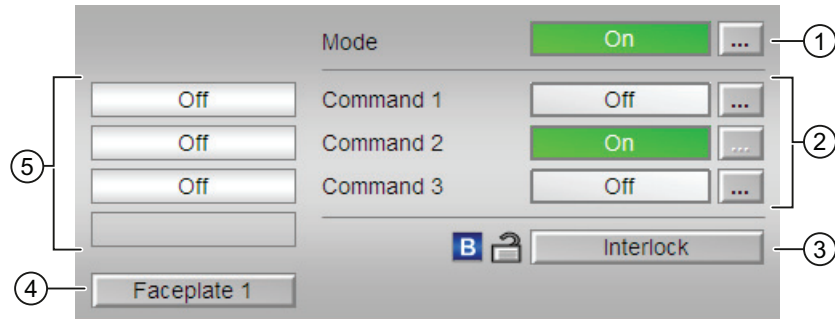 Mode On ... 1
Off Command 1 Off ...
Off Command 2 On ... 2
5
Off Command 3 Off ...
B Interlock 3
4 Faceplate 1